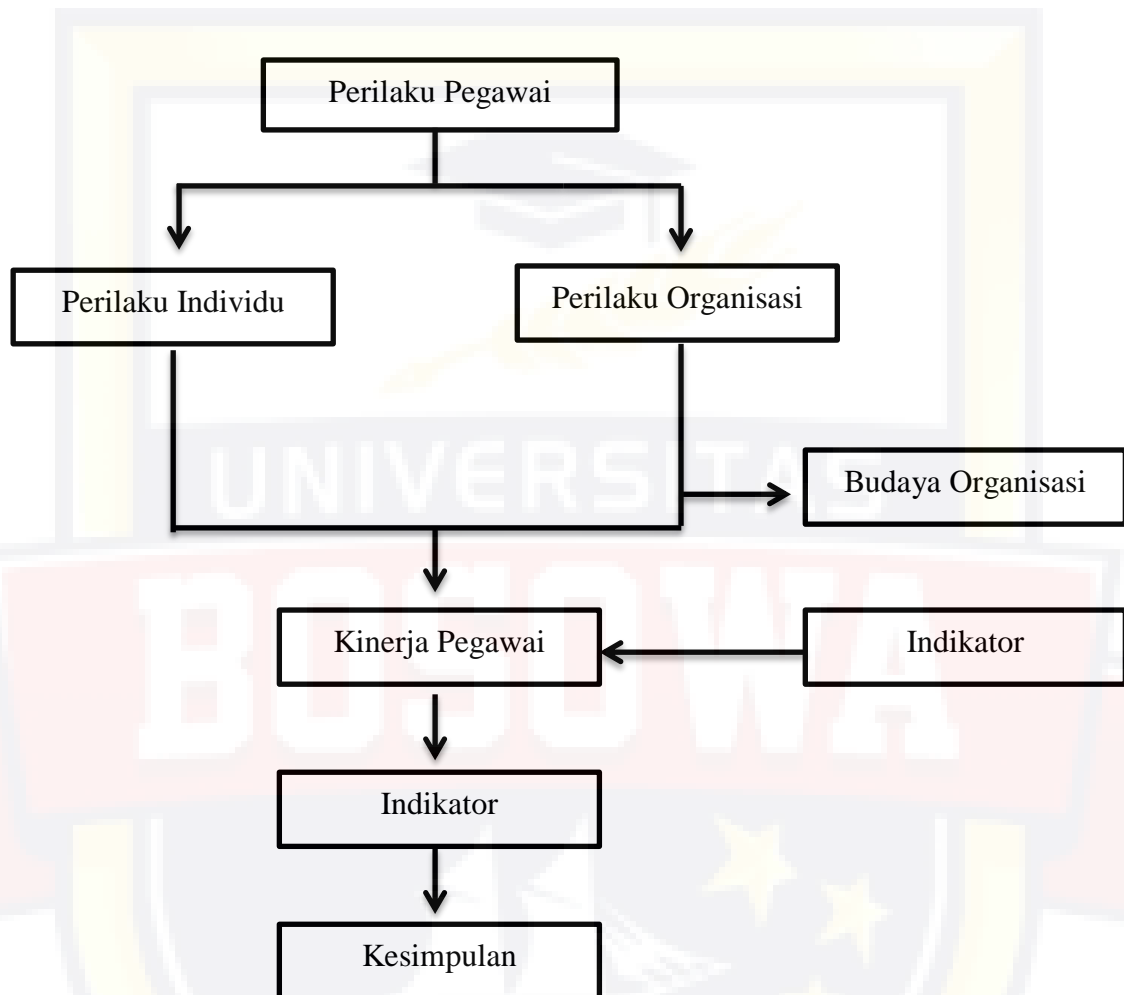 Perilaku Pegawai
Perilaku Individu
Perilaku Organisasi
UNIVERSITAS
Budaya Organisasi
BOSOWA
Kinerja Pegawai
Indikator
Indikator
Kesimpulan